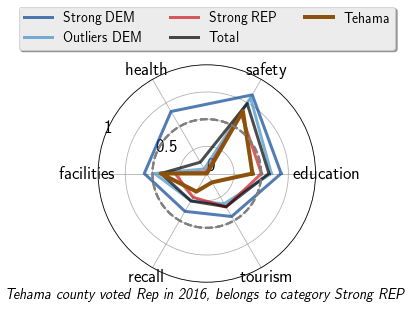 Strong DEM
Outliers DEM
Strong REP
Total
Tehama
health
safety
1
0.5
0
facilities
education
recall
tourism
Tehama county voted Rep in 2016, belongs to category Strong REP